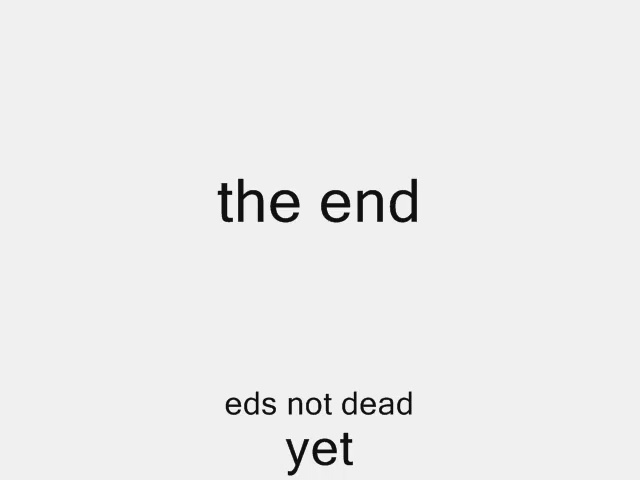 the end
eds not dead
yet